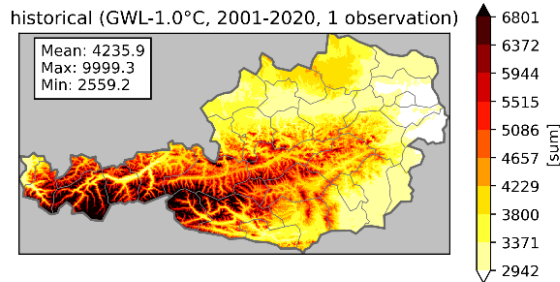 historical (GWL-1.0°C, 2001-2020, 1 observation)
Mean: 4235.9
Max: 9999.3
Min: 2559.2
6801
6372
5944
5515
5086
4657
4229
3800
3371
2942
[sum]